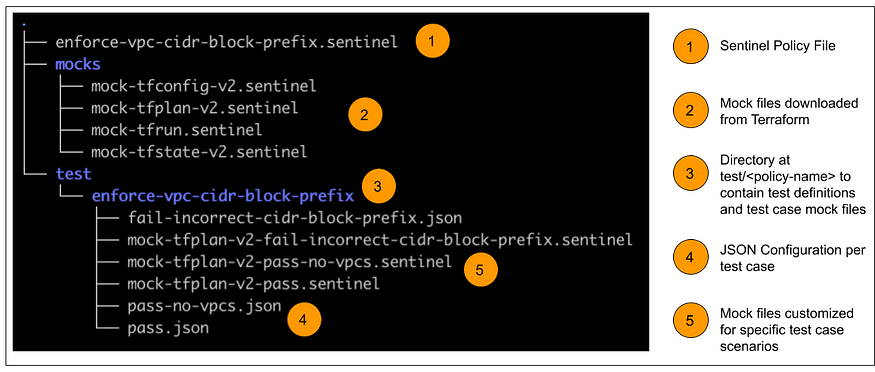 .
enforce-vpc-cidr-block-prefix.sentinel 1
mocks
mock-tfconfig-v2.sentinel
mock-tfplan-v2.sentinel 2
mock-tfrun.sentinel
mock-tfstate-v2.sentinel
test
enforce-vpc-cidr-block-prefix 3
fail-incorrect-cidr-block-prefix.json
mock-tfplan-v2-fail-incorrect-cidr-block-prefix.sentinel
mock-tfplan-v2-pass-no-vpcs.sentinel 5
mock-tfplan-v2-pass.sentinel
pass-no-vpcs.json 4
pass.json
1 Sentinel Policy File
2 Mock files downloaded
from Terraform
3 Directory at
test/<policy-name> to
contain test definitions
and test case mock files
4 JSON Configuration per
test case
5 Mock files customized
for specific test case
scenarios